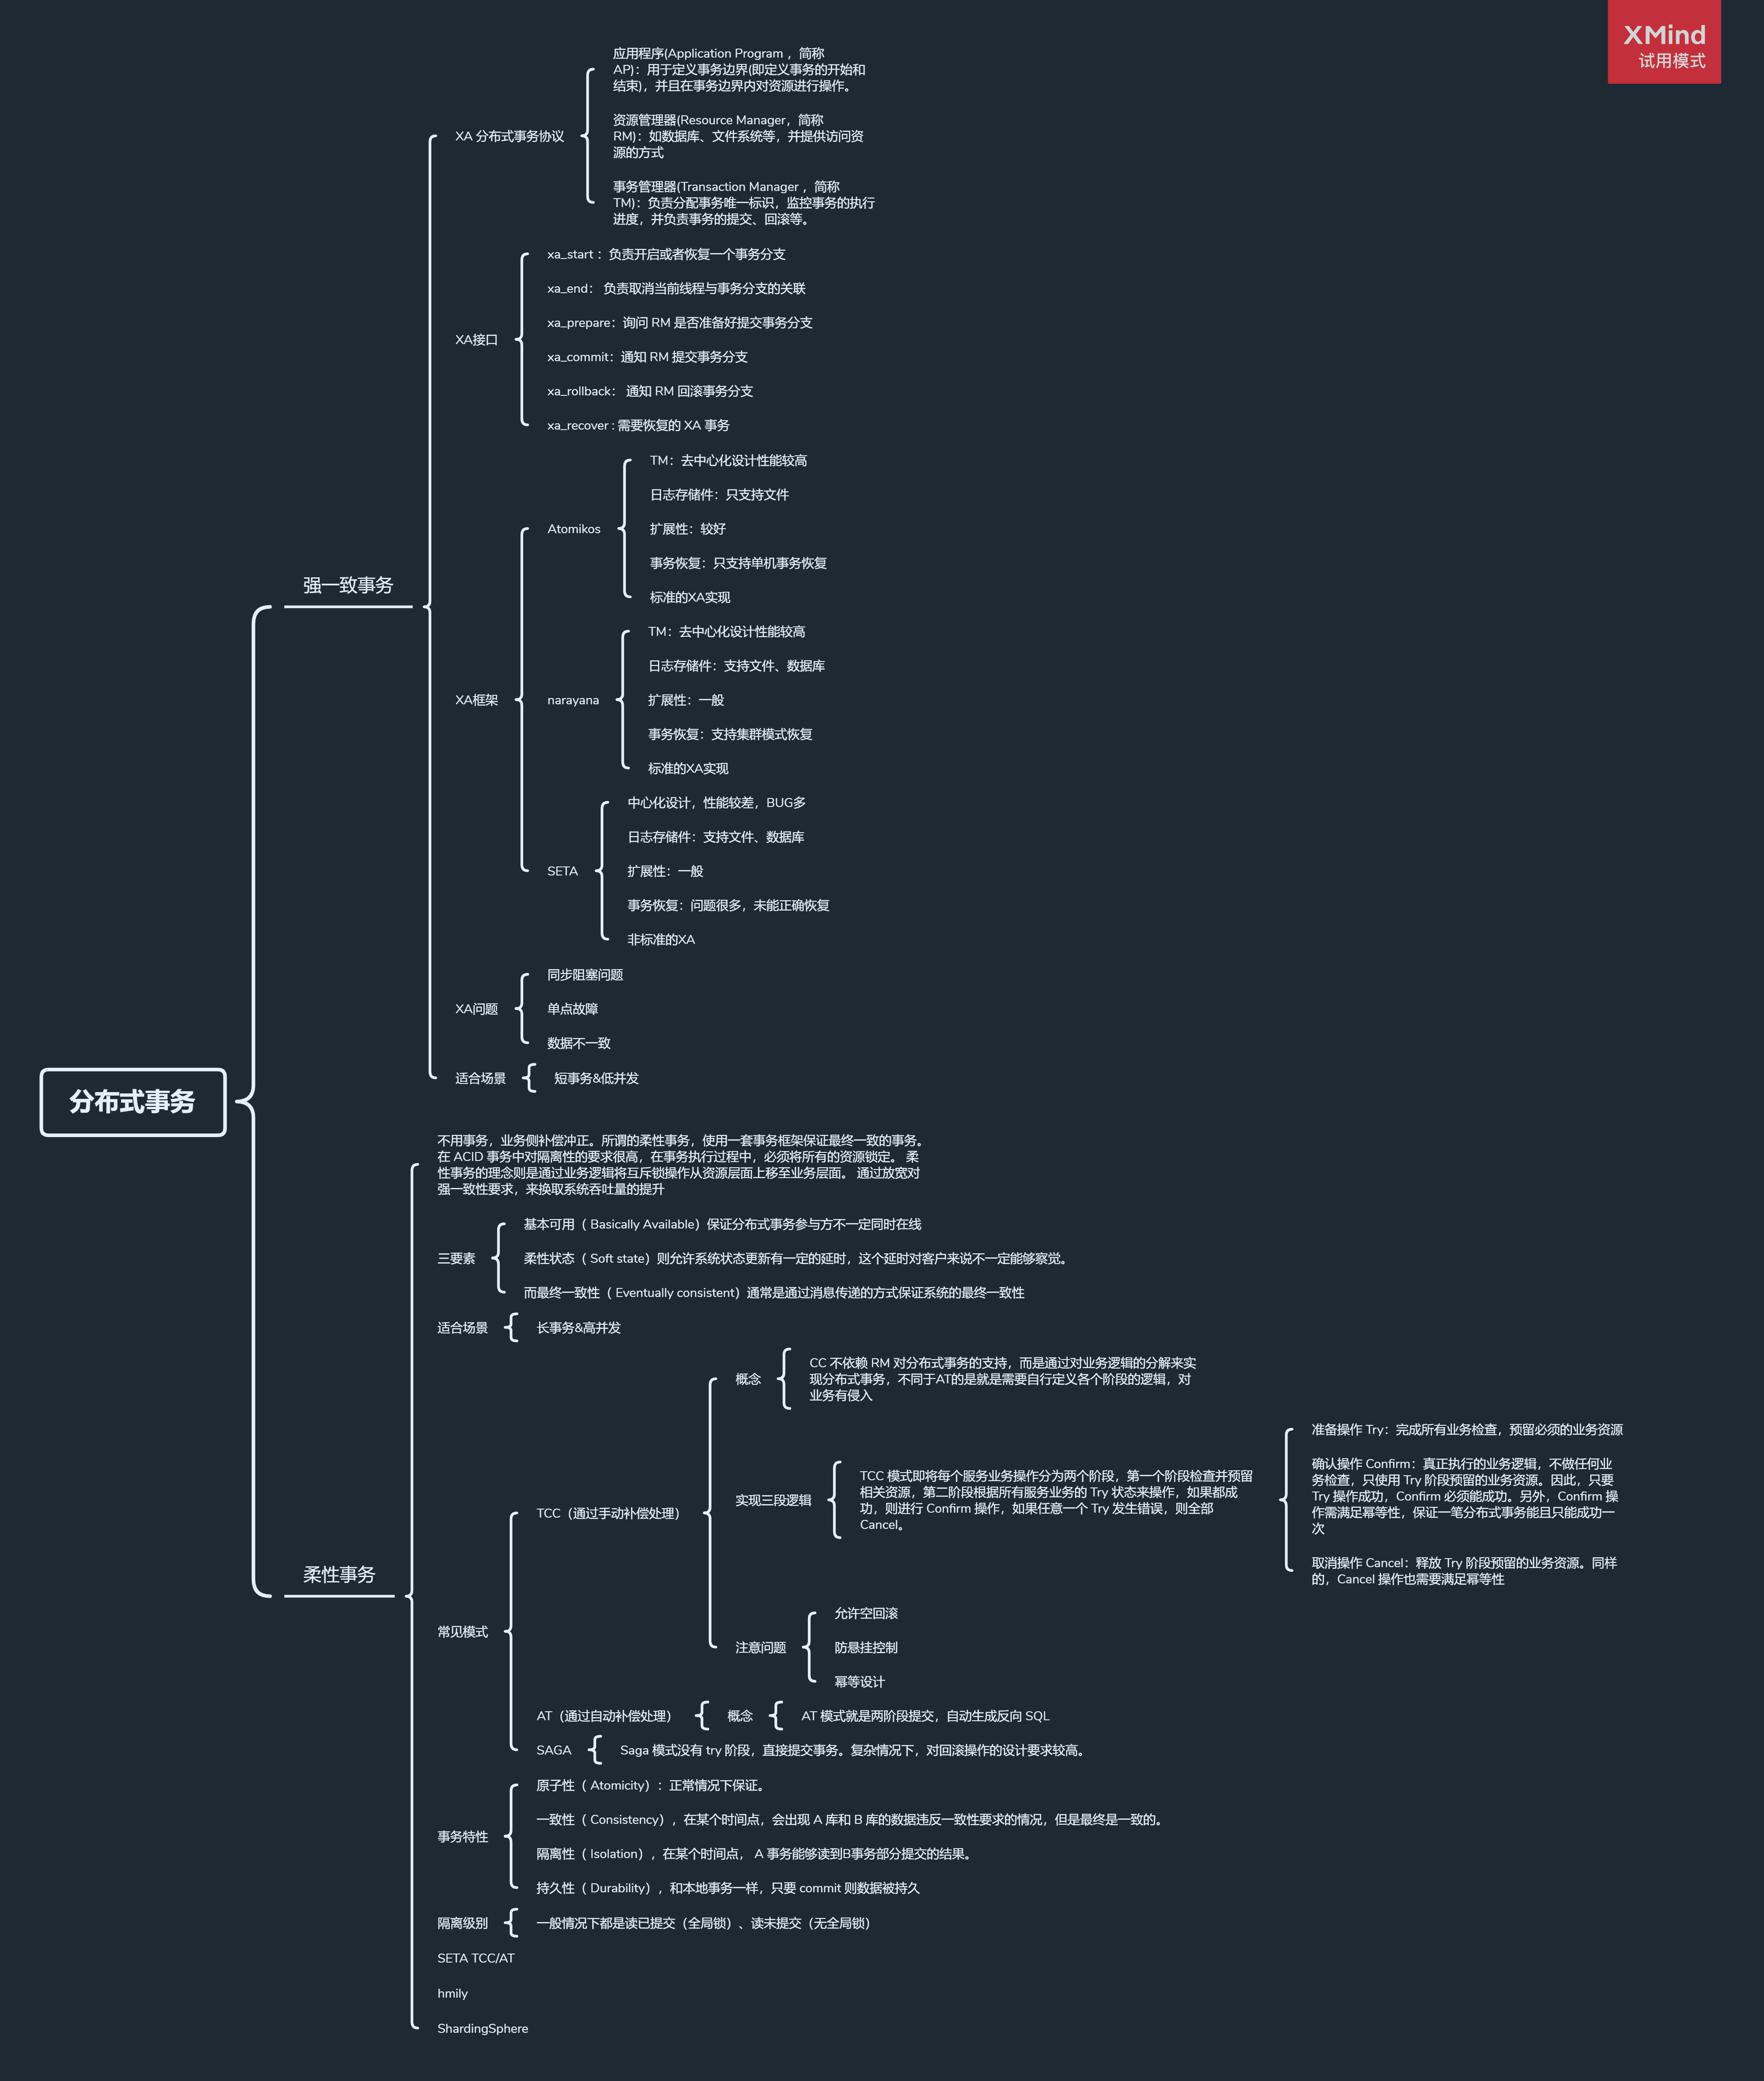 XMind
试用模式
分布式事务
强一致事务
XA 分布式事务协议
应用程序(Application Program ，简称
AP)：用于定义事务边界(即定义事务的开始和
结束)，并且在事务边界内对资源进行操作。
资源管理器(Resource Manager，简称
RM)：如数据库、文件系统等，并提供访问资
源的方式
事务管理器(Transaction Manager ，简称
TM)：负责分配事务唯一标识，监控事务的执行
进度，并负责事务的提交、回滚等。
XA接口
xa_start ：负责开启或者恢复一个事务分支
xa_end： 负责取消当前线程与事务分支的关联
xa_prepare：询问 RM 是否准备好提交事务分支
xa_commit：通知 RM 提交事务分支
xa_rollback： 通知 RM 回滚事务分支
xa_recover : 需要恢复的 XA 事务
XA框架
Atomikos
TM：去中心化设计性能较高
日志存储件：只支持文件
扩展性：较好
事务恢复：只支持单机事务恢复
标准的XA实现
narayana
TM：去中心化设计性能较高
日志存储件：支持文件、数据库
扩展性：一般
事务恢复：支持集群模式恢复
标准的XA实现
SETA
中心化设计，性能较差，BUG多
日志存储件：支持文件、数据库
扩展性：一般
事务恢复：问题很多，未能正确恢复
非标准的XA
XA问题
同步阻塞问题
单点故障
数据不一致
适合场景
短事务&低并发
柔性事务
不用事务，业务侧补偿冲正。所谓的柔性事务，使用一套事务框架保证最终一致的事务。
在 ACID 事务中对隔离性的要求很高，在事务执行过程中，必须将所有的资源锁定。 柔
性事务的理念则是通过业务逻辑将互斥锁操作从资源层面上移至业务层面。 通过放宽对
强一致性要求，来换取系统吞吐量的提升
三要素
基本可用（ Basically Available）保证分布式事务参与方不一定同时在线
柔性状态（ Soft state）则允许系统状态更新有一定的延时，这个延时对客户来说不一定能够察觉。
而最终一致性（ Eventually consistent）通常是通过消息传递的方式保证系统的最终一致性
适合场景
长事务&高并发
常见模式
TCC（通过手动补偿处理）
概念
CC 不依赖 RM 对分布式事务的支持，而是通过对业务逻辑的分解来实
现分布式事务，不同于AT的是就是需要自行定义各个阶段的逻辑，对
业务有侵入
实现三段逻辑
TCC 模式即将每个服务业务操作分为两个阶段，第一个阶段检查并预留
相关资源，第二阶段根据所有服务业务的 Try 状态来操作，如果都成
功，则进行 Confirm 操作，如果任意一个 Try 发生错误，则全部
Cancel。
准备操作 Try：完成所有业务检查，预留必须的业务资源
确认操作 Confirm：真正执行的业务逻辑，不做任何业
务检查，只使用 Try 阶段预留的业务资源。因此，只要
Try 操作成功，Confirm 必须能成功。另外，Confirm 操
作需满足幂等性，保证一笔分布式事务能且只能成功一
次
取消操作 Cancel：释放 Try 阶段预留的业务资源。同样
的，Cancel 操作也需要满足幂等性
注意问题
允许空回滚
防悬挂控制
幂等设计
AT（通过自动补偿处理）
概念
AT 模式就是两阶段提交，自动生成反向 SQL
SAGA
Saga 模式没有 try 阶段，直接提交事务。复杂情况下，对回滚操作的设计要求较高。
事务特性
原子性（ Atomicity）：正常情况下保证。
一致性（ Consistency），在某个时间点，会出现 A 库和 B 库的数据违反一致性要求的情况，但是最终是一致的。
隔离性（ Isolation），在某个时间点， A 事务能够读到B事务部分提交的结果。
持久性（ Durability），和本地事务一样，只要 commit 则数据被持久
隔离级别
一般情况下都是读已提交（全局锁）、读未提交（无全局锁）
SETA TCC/AT
hmily
ShardingSphere